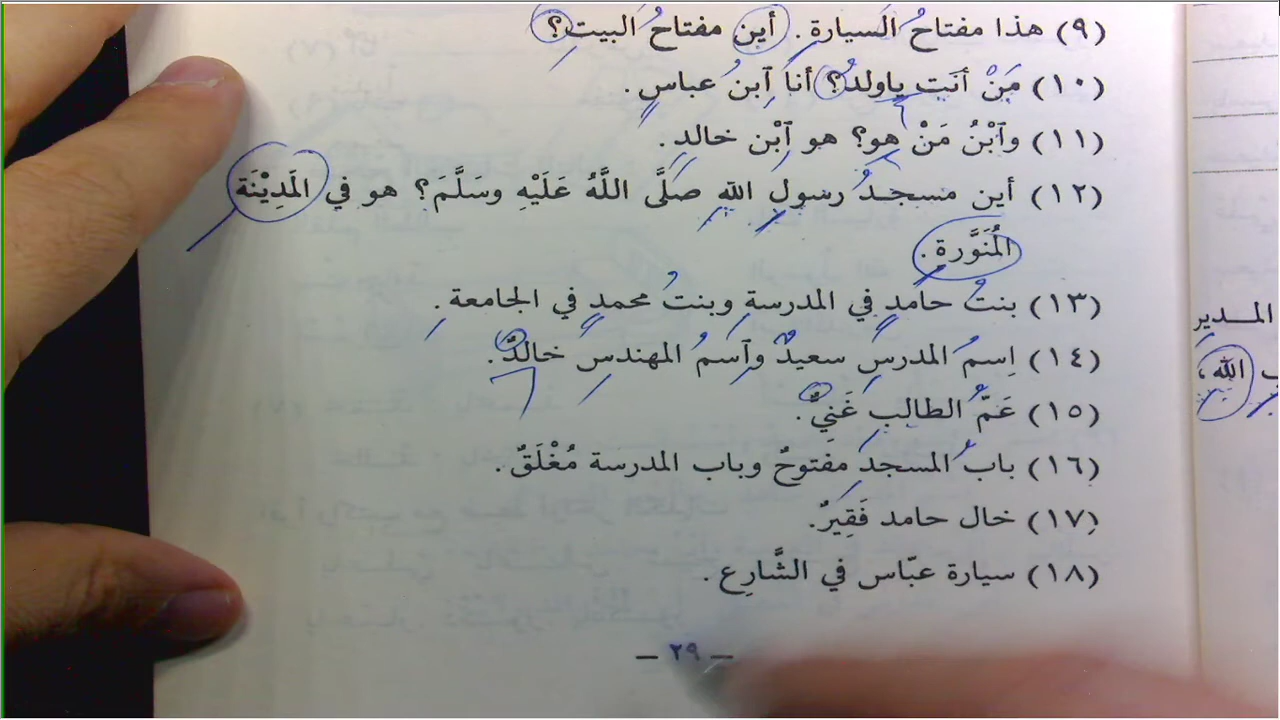 (٩) هذا مفتاحُ السيارةِ . أين مفتاحُ البيتِ؟
(١٠) مَنْ أنتَ ياولدُ؟ أنا ٱبنُ عباسٍ .
(١١) وٱبْنُ مَنْ هو؟ هو ٱبْن خالدٍ .
(١٢) أين مسجدُ رسولِ اللهِ صَلَّى اللَّهُ عَلَيْهِ وسَلَّمَ؟ هو في المَدِيْنَة
المُنَوَّرة .
(١٣) بنتُ حامدٍ في المدرسةِ وبنتُ محمدٍ في الجامعةِ .
(١٤) اِسمُ المدرسِ سعيدٌ وٱسمُ المهندسِ خالدٌ .
(١٥) عَمُّ الطالبِ غَنِيٌّ .
(١٦) بابُ المسجدِ مفتوحٌ وباب المدرسة مُغْلَقٌ .
(١٧) خال حامد فَقِيرٌ .
(١٨) سيارة عبّاس في الشَّارِع .
– ٢٩ –
المدير
الله ،